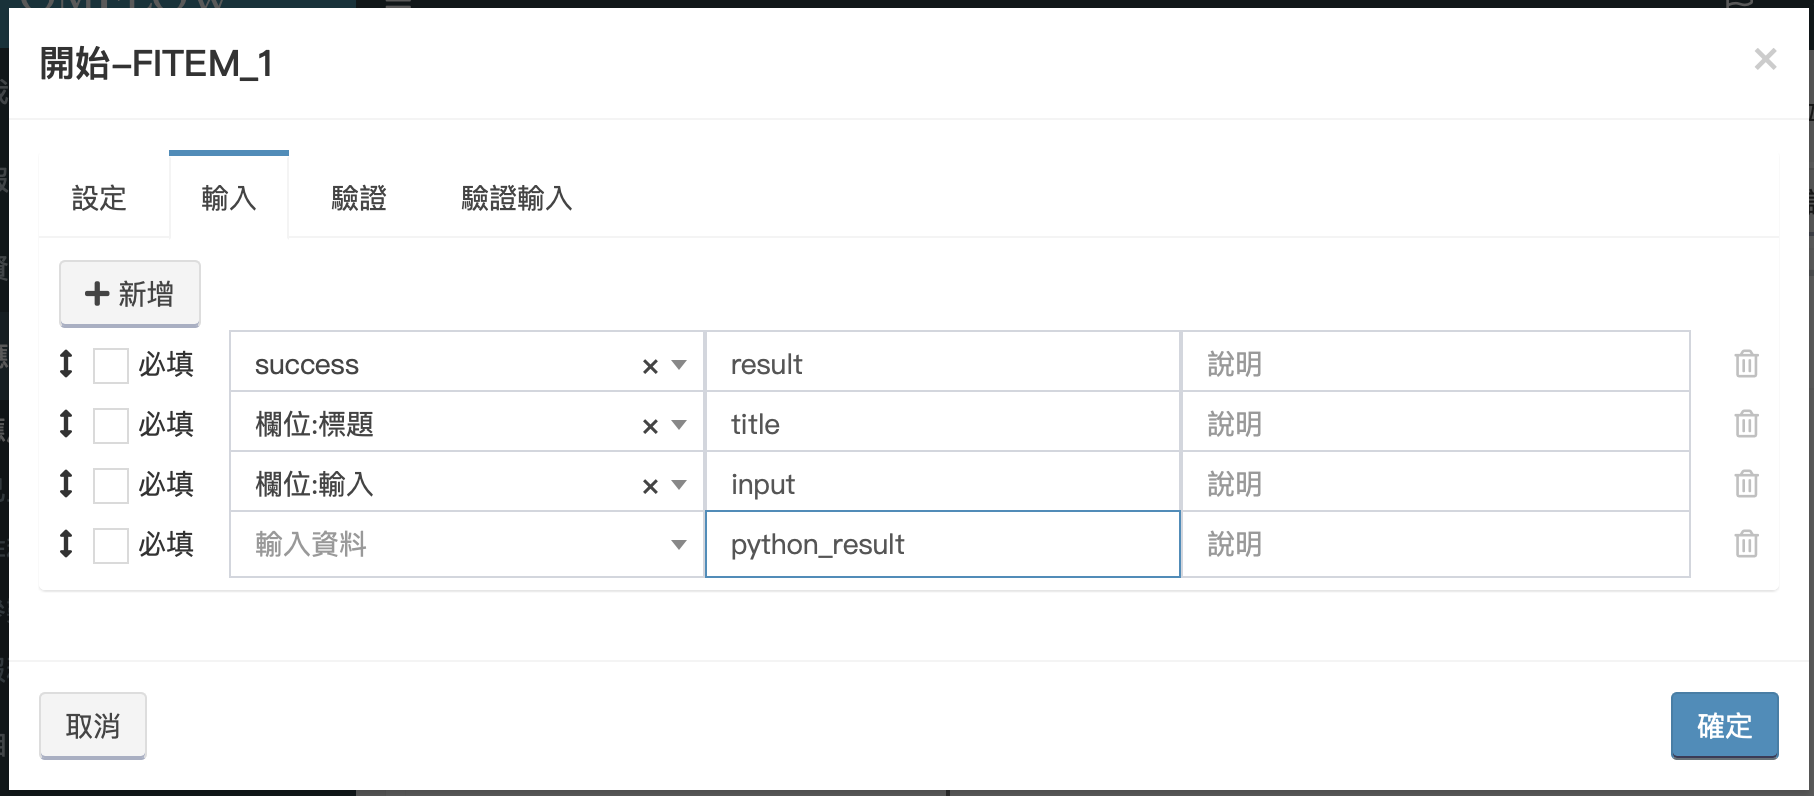 開始-FITEM_1
×
設定 輸入 驗證 驗證輸入
新增
必填 success × result 說明
必填 欄位:標題 × title 說明
必填 欄位:輸入 × input 說明
必填 輸入資料 python_result 說明
取消 確定